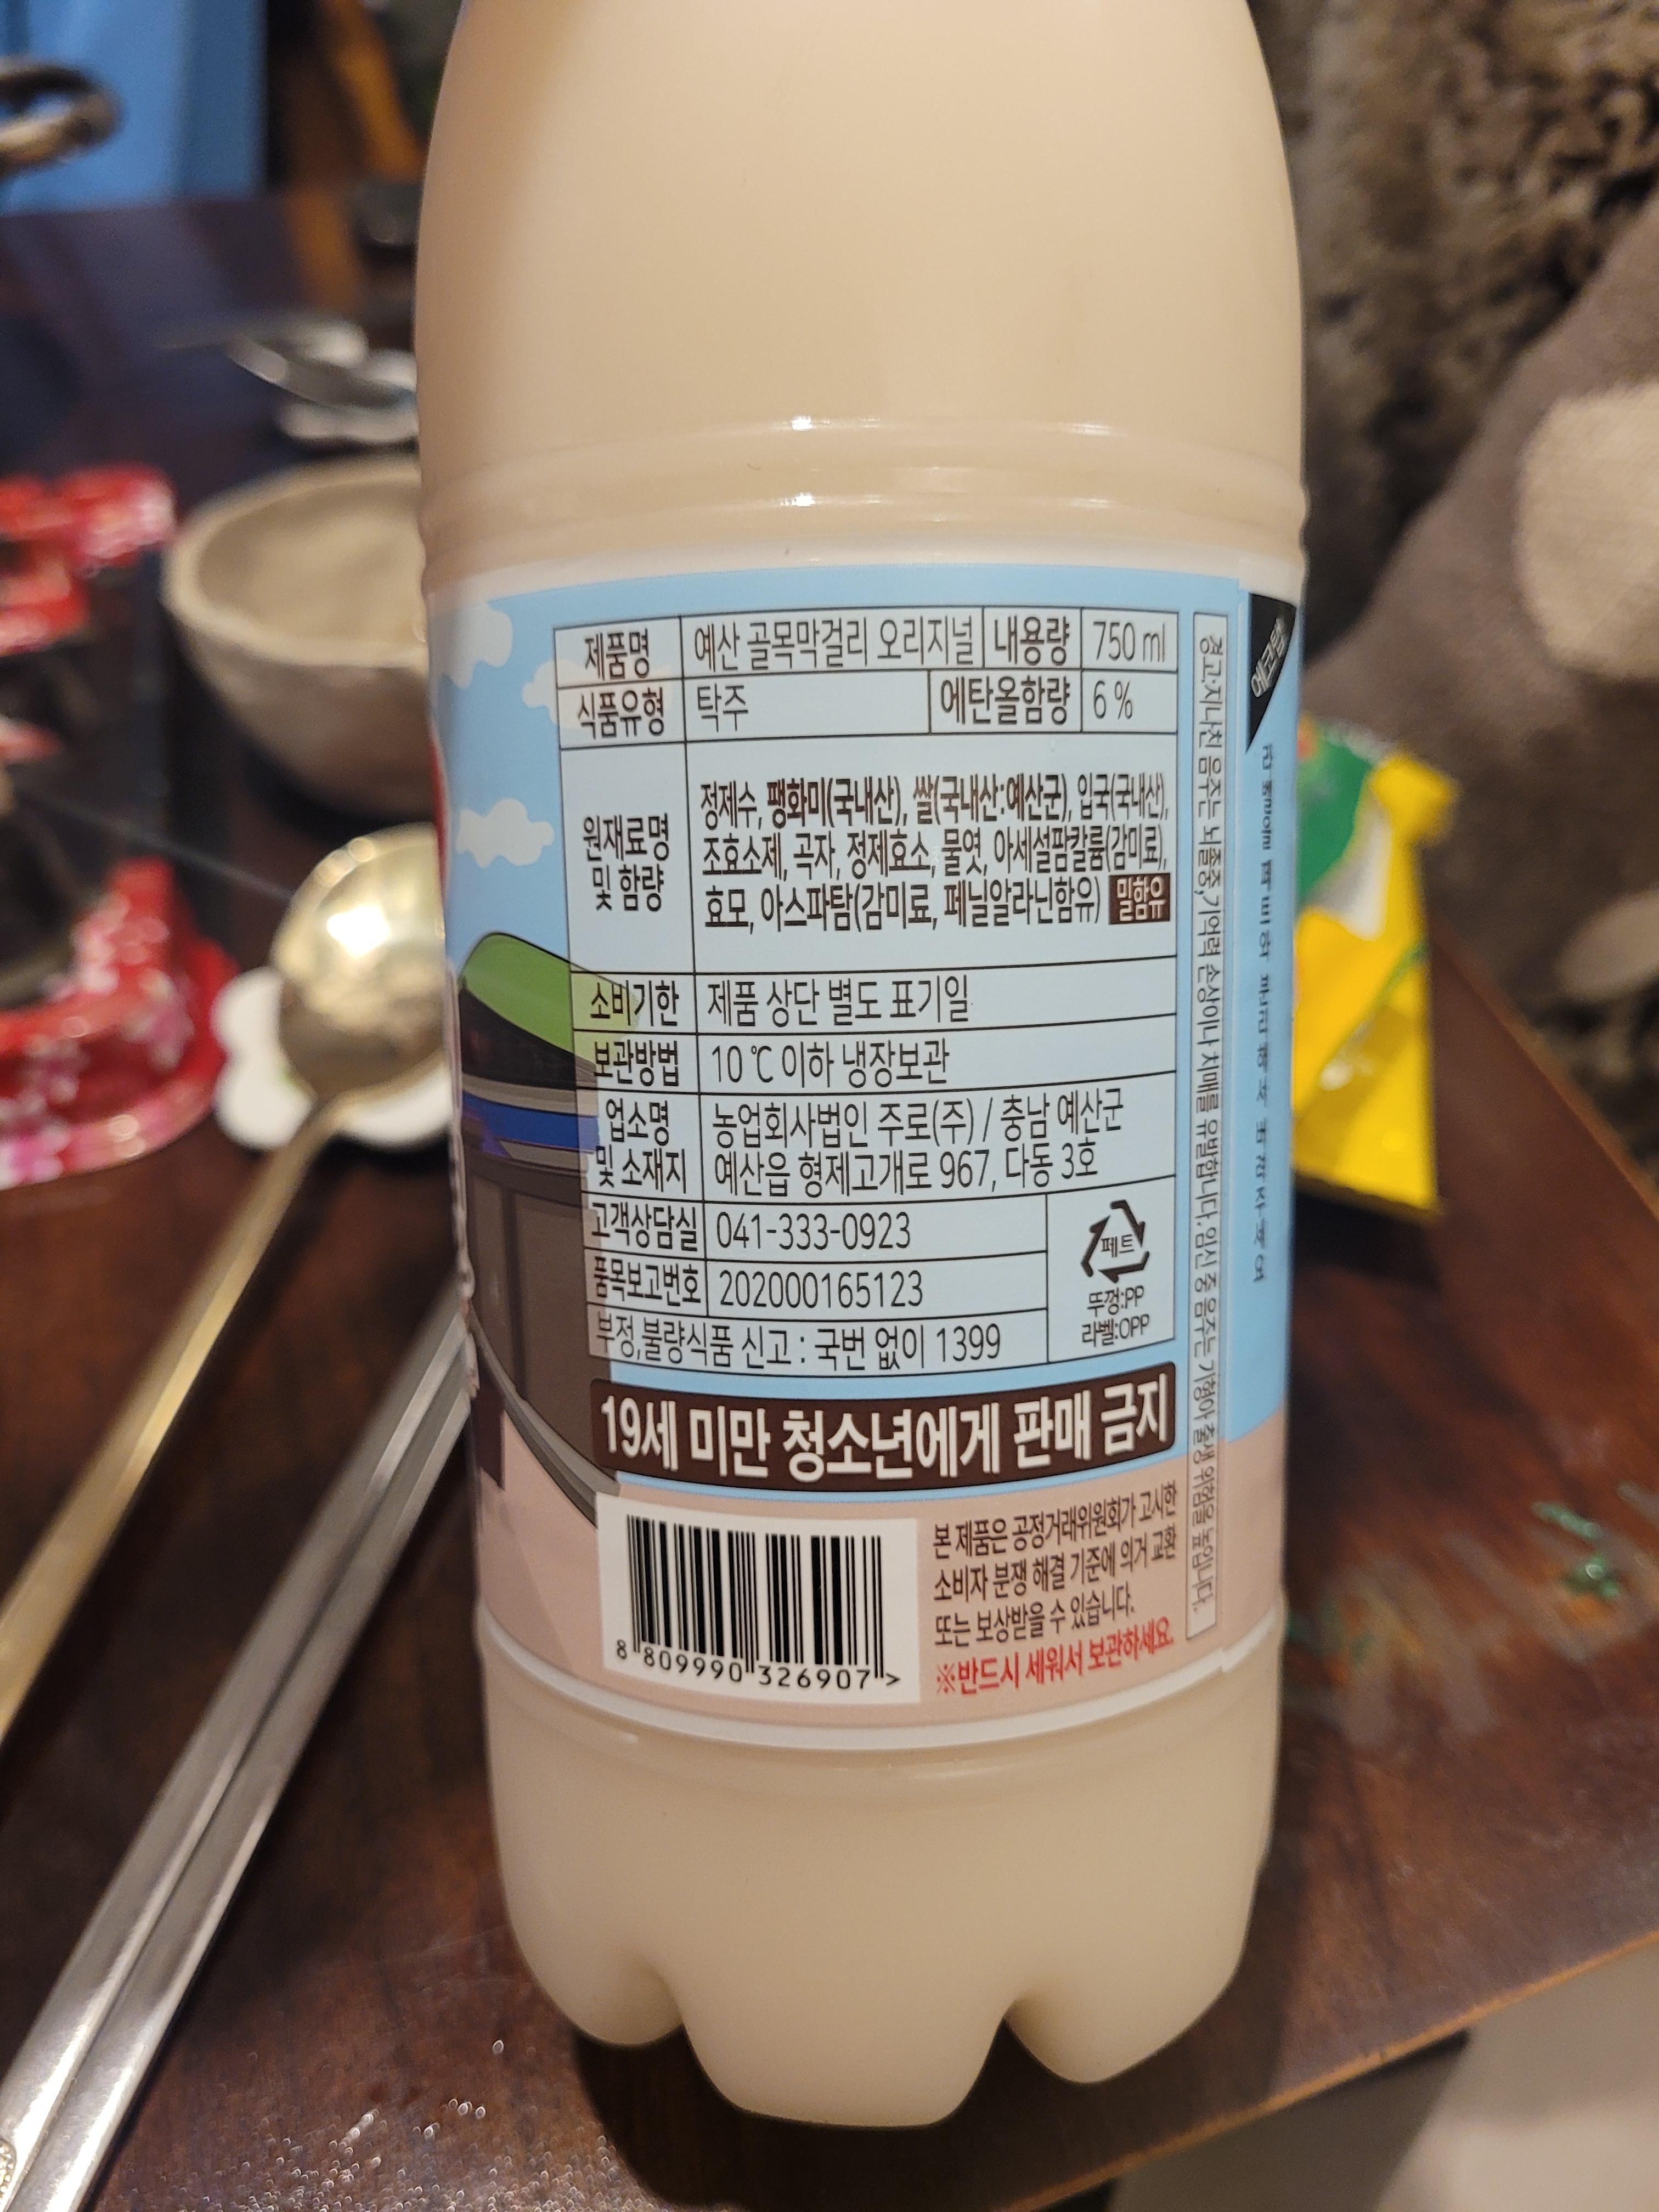 제품명 예산 골목막걸리 오리지널 내용량 750 ml
식품유형 탁주 에탄올함량 6 %
원재료명 및 함량
정제수, 팽화미(국내산), 쌀(국내산:예산군), 입국(국내산),
조효소제, 곡자, 정제효소, 물엿, 아세설팜칼륨(감미료),
효모, 아스파탐(감미료, 페닐알라닌함유) 밀함유
소비기한 제품 상단 별도 표기일
보관방법 10 ℃ 이하 냉장보관
업소명 및 소재지
농업회사법인 주로(주) / 충남 예산군
예산읍 형제고개로 967, 다동 3호
고객상담실 041-333-0923
품목보고번호 202000165123
부정,불량식품 신고 : 국번 없이 1399
페트
뚜껑:PP
라벨:OPP
19세 미만 청소년에게 판매 금지
8 809990 326907 >
본 제품은 공정거래위원회가 고시한
소비자 분쟁 해결 기준에 의거 교환
또는 보상받을 수 있습니다.
※반드시 세워서 보관하세요.
경고:지나친 음주는 뇌졸중, 기억력 손상이나 치매를 유발합니다. 임신 중 음주는 기형아 출생 위험을 높입니다.